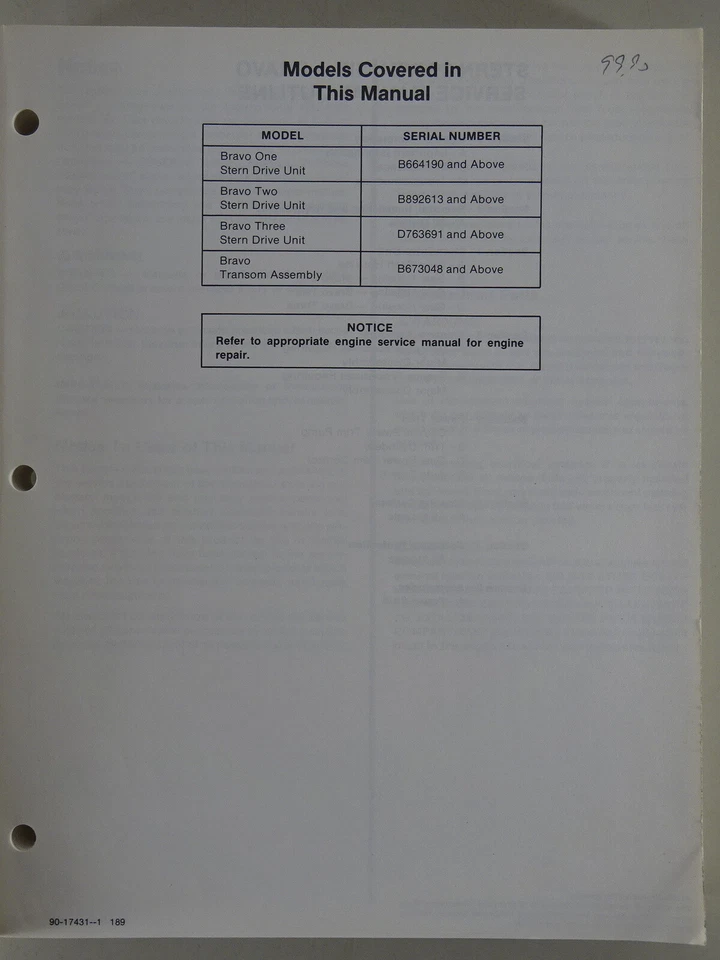 Models Covered in
This Manual
MODEL SERIAL NUMBER
Bravo One
Stern Drive Unit
B664190 and Above
Bravo Two
Stern Drive Unit
B892613 and Above
Bravo Three
Stern Drive Unit
D763691 and Above
Bravo
Transom Assembly
B673048 and Above
NOTICE
Refer to appropriate engine service manual for engine
repair.
90-17431--1 189